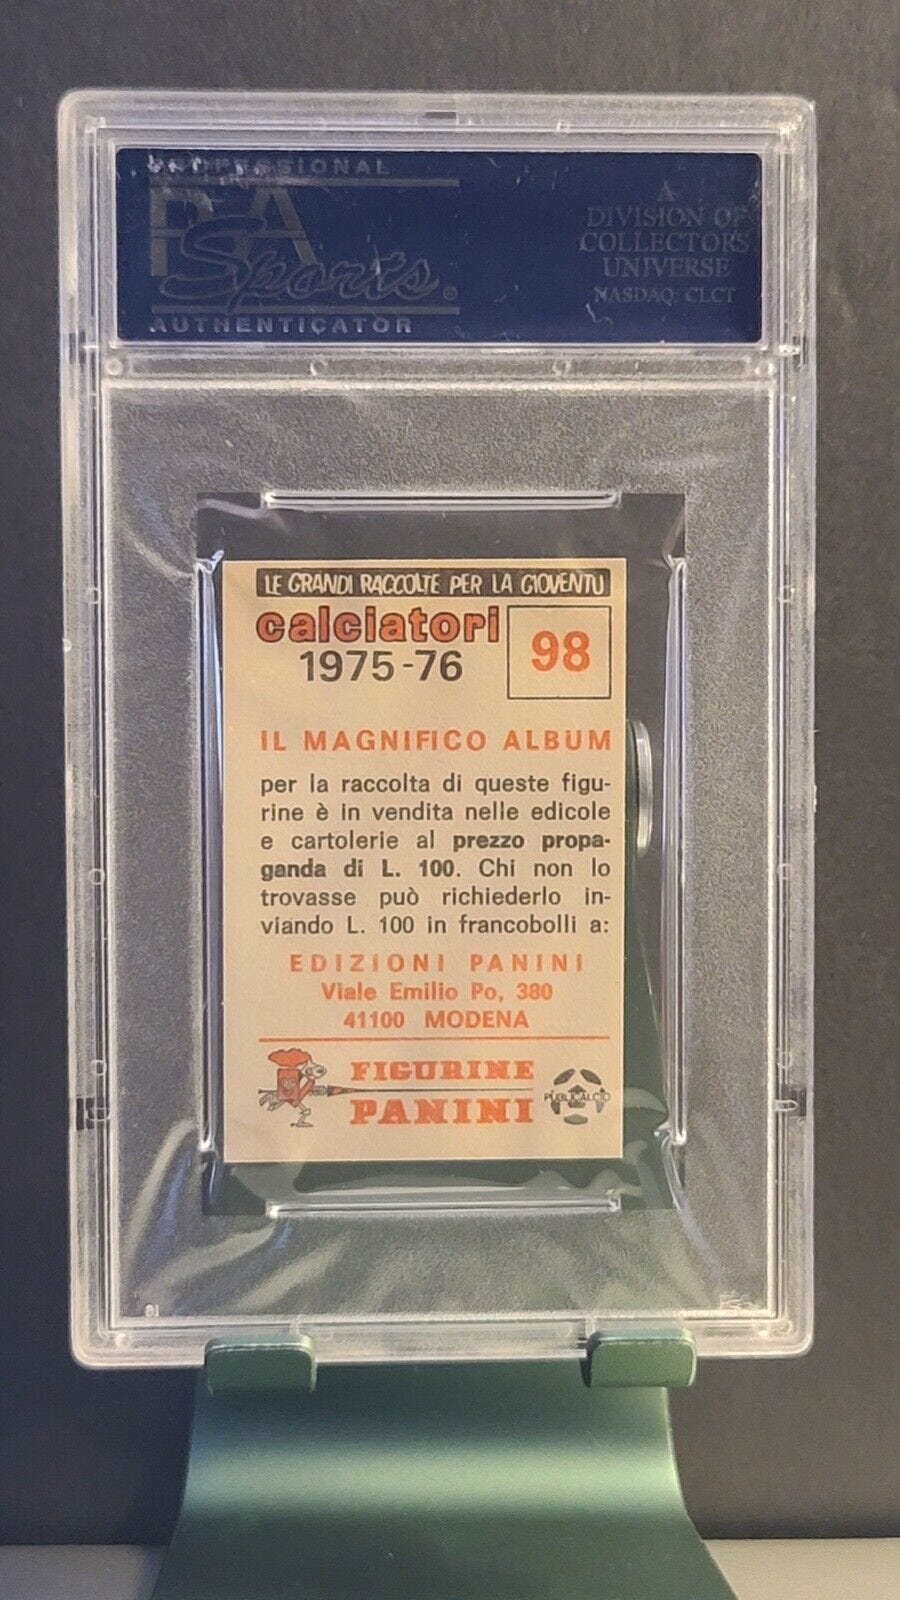 PROFESSIONAL
PSA
Sports®
AUTHENTICATOR
A
DIVISION OF
COLLECTORS
UNIVERSE
NASDAQ: CLCT
LE GRANDI RACCOLTE PER LA GIOVENTU
calciatori
1975-76
98
IL MAGNIFICO ALBUM
per la raccolta di queste figu-
rine è in vendita nelle edicole
e cartolerie al prezzo propa-
ganda di L. 100. Chi non lo
trovasse può richiederlo in-
viando L. 100 in francobolli a:
EDIZIONI PANINI
Viale Emilio Po, 380
41100 MODENA
FIGURINE
PANINI
PUBLICALCIO